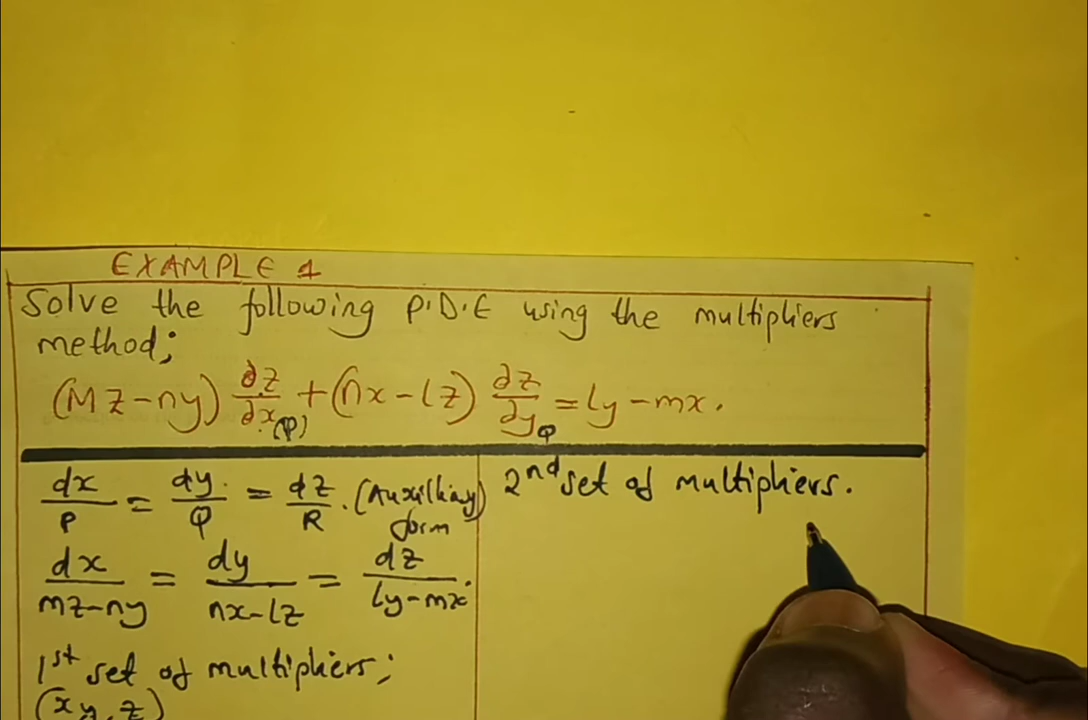 EXAMPLE 1
Solve the following P.D.E using the multipliers
method;
(Mz-ny) ∂z/∂x (P) + (nx-lz) ∂z/∂y Q = ly-mx.
dx/P = dy/Q = dz/R . (Auxilliary form)
dx/mz-ny = dy/nx-lz = dz/ly-mx .
1st set of multipliers;
(x y, z)
2nd set of multipliers.